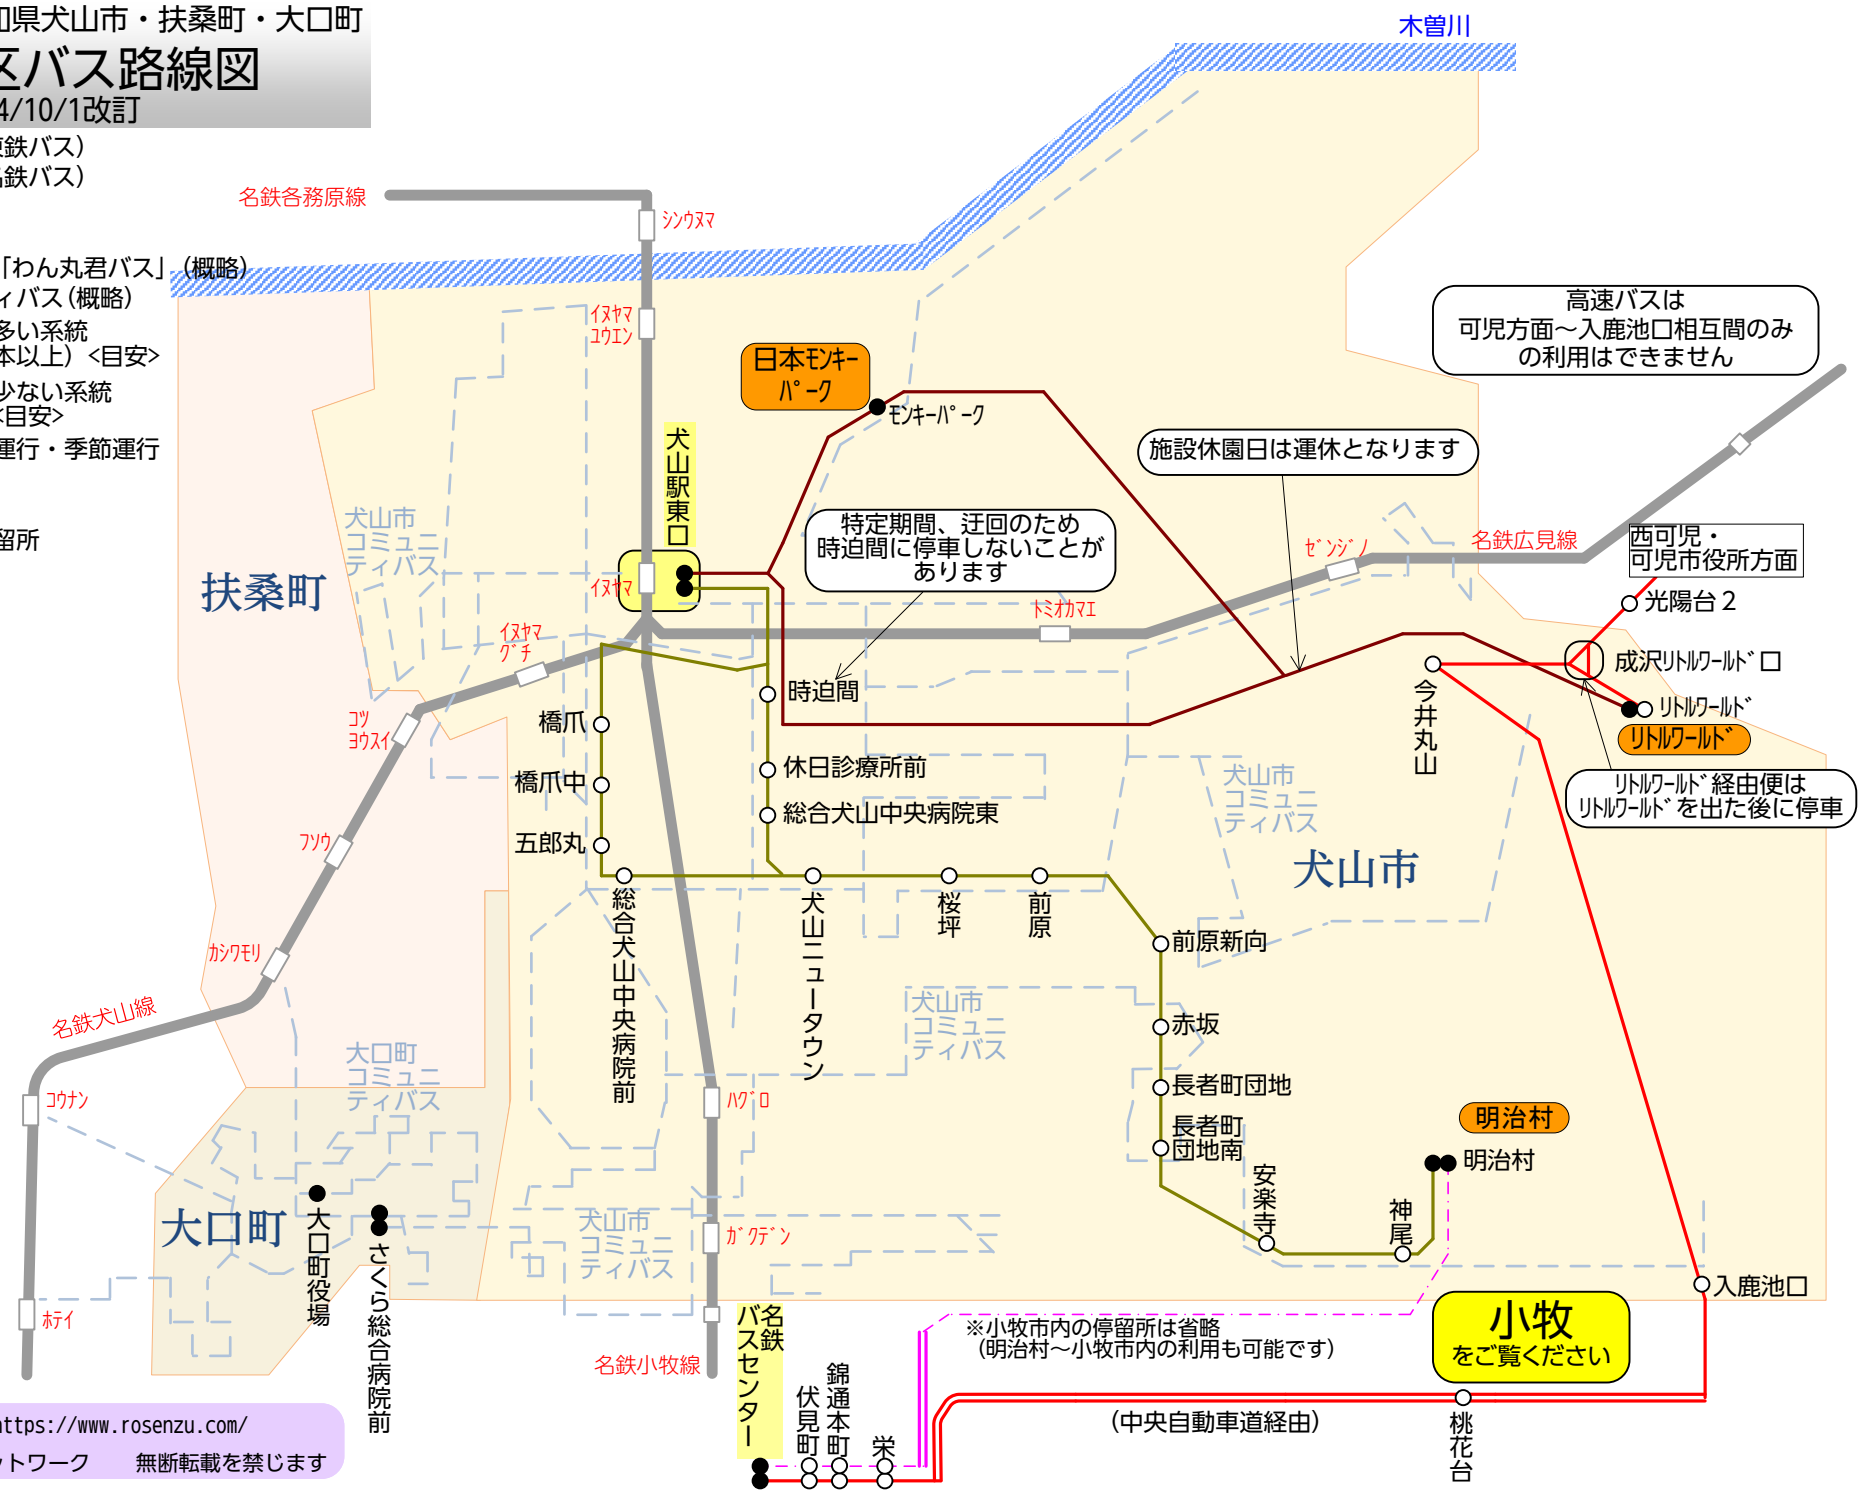 知県犬山市・扶桑町・大口町
区バス路線図
4/10/1改訂
東鉄バス）
名鉄バス）
「わん丸君バス」（概略）
ィバス（概略）
多い系統
本以上）<目安>
少ない系統
<目安>
運行・季節運行
留所
木曽川
名鉄各務原線
シンウヌマ
イヌヤマ
ユウエン
日本モンキー
パーク
モンキーパーク
高速バスは
可児方面～入鹿池口相互間のみ
の利用はできません
施設休園日は運休となります
犬山駅東口
特定期間、迂回のため
時迫間に停車しないことが
あります
犬山市
コミュニ
ティバス
扶桑町
イヌヤマ
イヌヤマ
グチ
トミオカマエ
ゼンジノ
名鉄広見線
西可児・
可児市役所方面
光陽台２
成沢リトルワールド口
リトルワールド
リトルワールド
リトルワールド経由便は
リトルワールドを出た後に停車
今井丸山
時迫間
橋爪
橋爪中
五郎丸
休日診療所前
総合犬山中央病院東
コツ
ヨウスイ
フソウ
カシワモリ
名鉄犬山線
コウナン
ホテイ
犬山市
コミュニ
ティバス
犬山市
総合犬山中央病院前
犬山ニュータウン
桜坪
前原
前原新向
赤坂
長者町団地
長者町
団地南
安楽寺
神尾
明治村
明治村
犬山市
コミュニ
ティバス
大口町
コミュニ
ティバス
大口町
大口町役場
さくら総合病院前
ハグロ
ガクデン
犬山市
コミュニ
ティバス
名鉄小牧線
入鹿池口
小牧
をご覧ください
※小牧市内の停留所は省略
（明治村～小牧市内の利用も可能です）
名鉄
バスセンター
伏見町
錦通本町
栄
（中央自動車道経由）
桃花台
https://www.rosenzu.com/
ットワーク　無断転載を禁じます